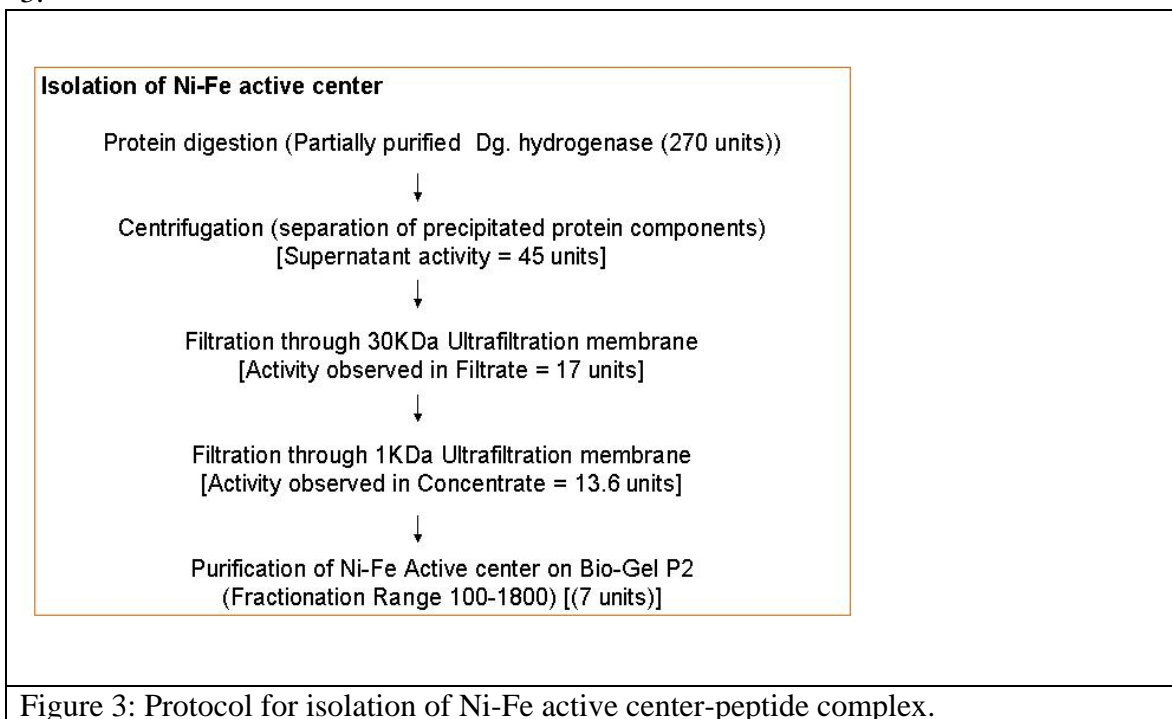 Isolation of Ni-Fe active center
Protein digestion (Partially purified Dg. hydrogenase (270 units))
↓
Centrifugation (separation of precipitated protein components)
[Supernatant activity = 45 units]
↓
Filtration through 30KDa Ultrafiltration membrane
[Activity observed in Filtrate = 17 units]
↓
Filtration through 1KDa Ultrafiltration membrane
[Activity observed in Concentrate = 13.6 units]
↓
Purification of Ni-Fe Active center on Bio-Gel P2
(Fractionation Range 100-1800) [(7 units)]
Figure 3: Protocol for isolation of Ni-Fe active center-peptide complex.